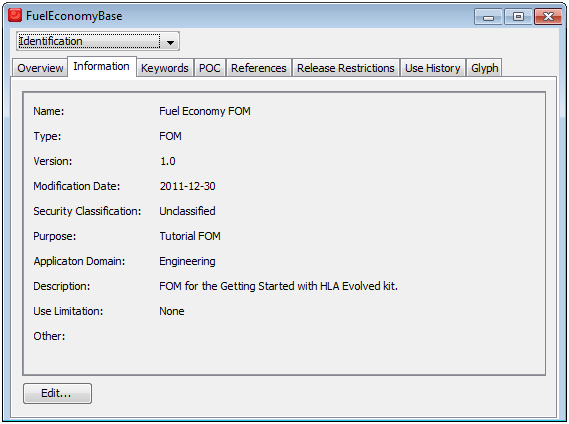 FuelEconomyBase
Identification
Overview Information Keywords POC References Release Restrictions Use History Glyph
Name: Fuel Economy FOM
Type: FOM
Version: 1.0
Modification Date: 2011-12-30
Security Classification: Unclassified
Purpose: Tutorial FOM
Applicaton Domain: Engineering
Description: FOM for the Getting Started with HLA Evolved kit.
Use Limitation: None
Other:
Edit...